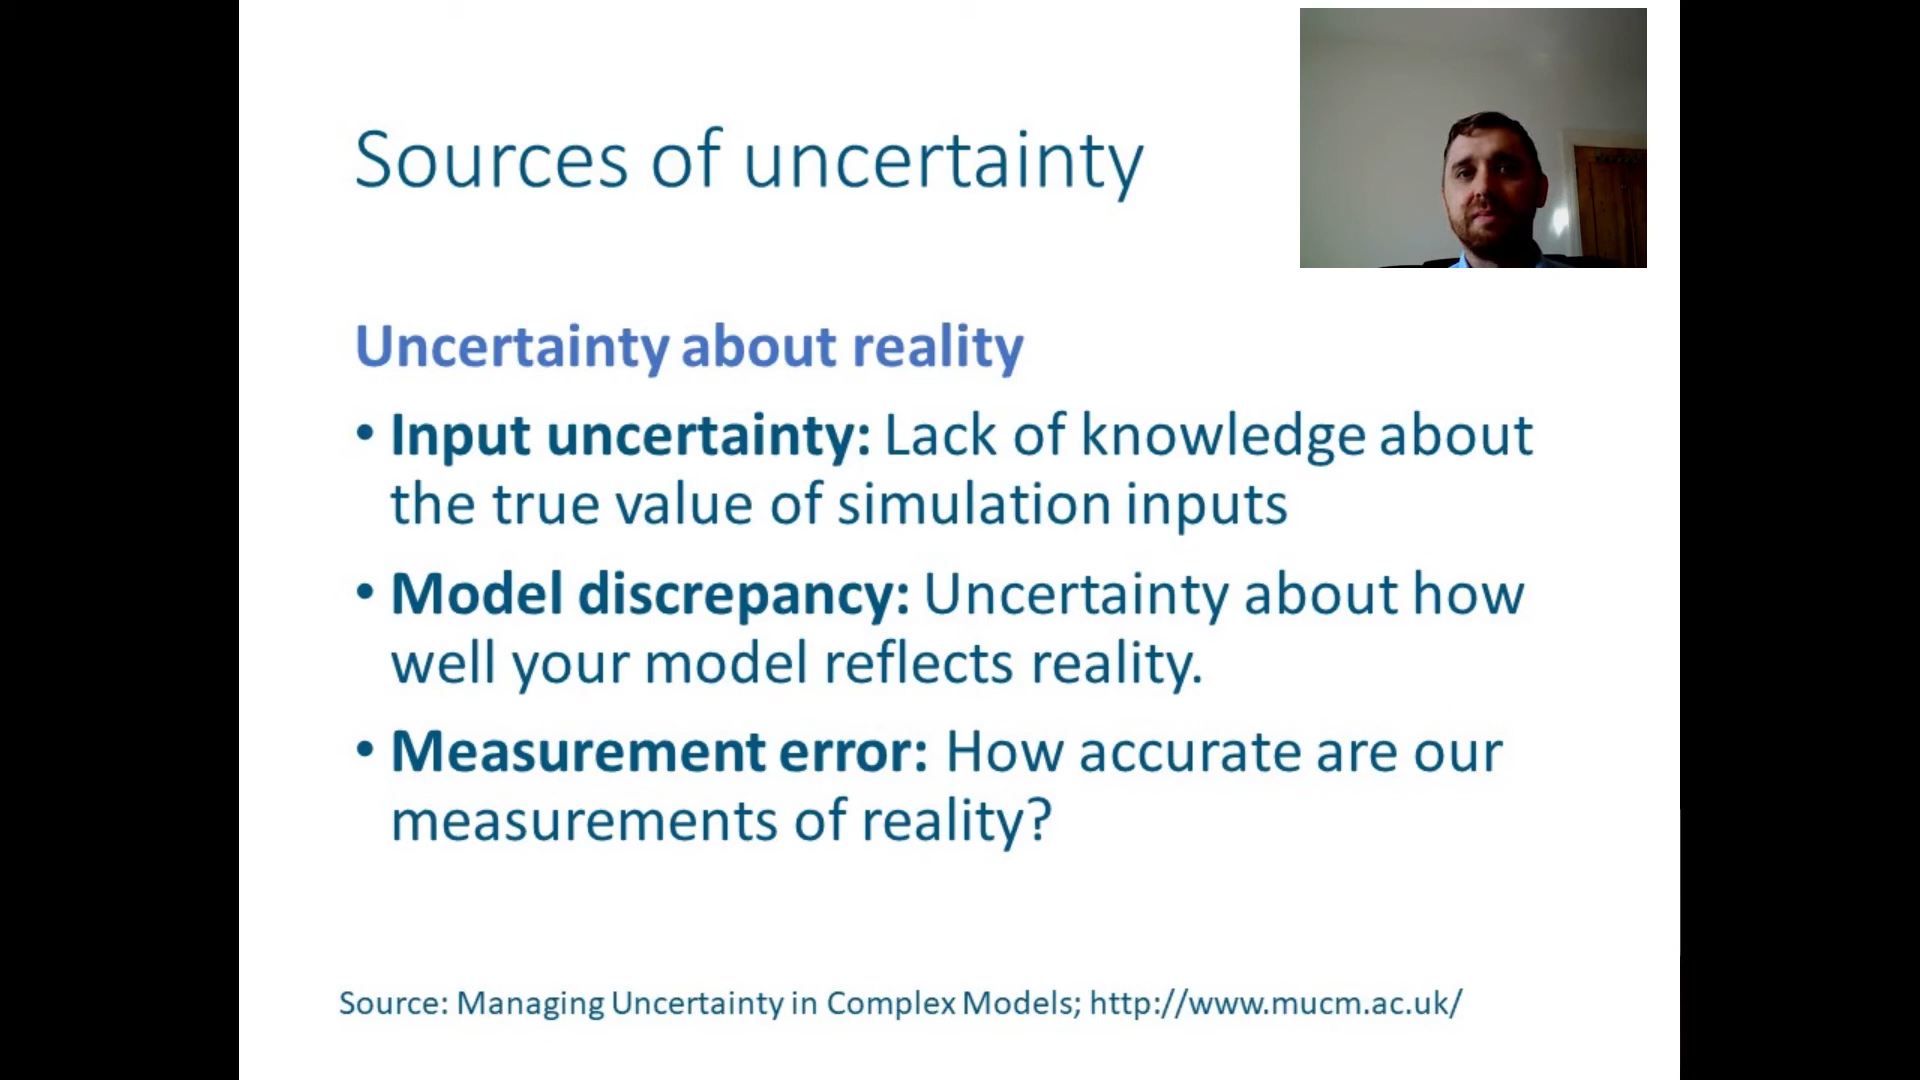 Sources of uncertainty
Uncertainty about reality
• Input uncertainty: Lack of knowledge about
the true value of simulation inputs
• Model discrepancy: Uncertainty about how
well your model reflects reality.
• Measurement error: How accurate are our
measurements of reality?
Source: Managing Uncertainty in Complex Models; http://www.mucm.ac.uk/